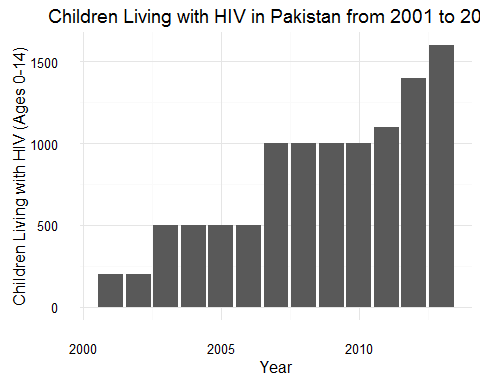 Children Living with HIV in Pakistan from 2001 to 20
Children Living with HIV (Ages 0-14)
1500
1000
500
0
2000 2005 2010
Year